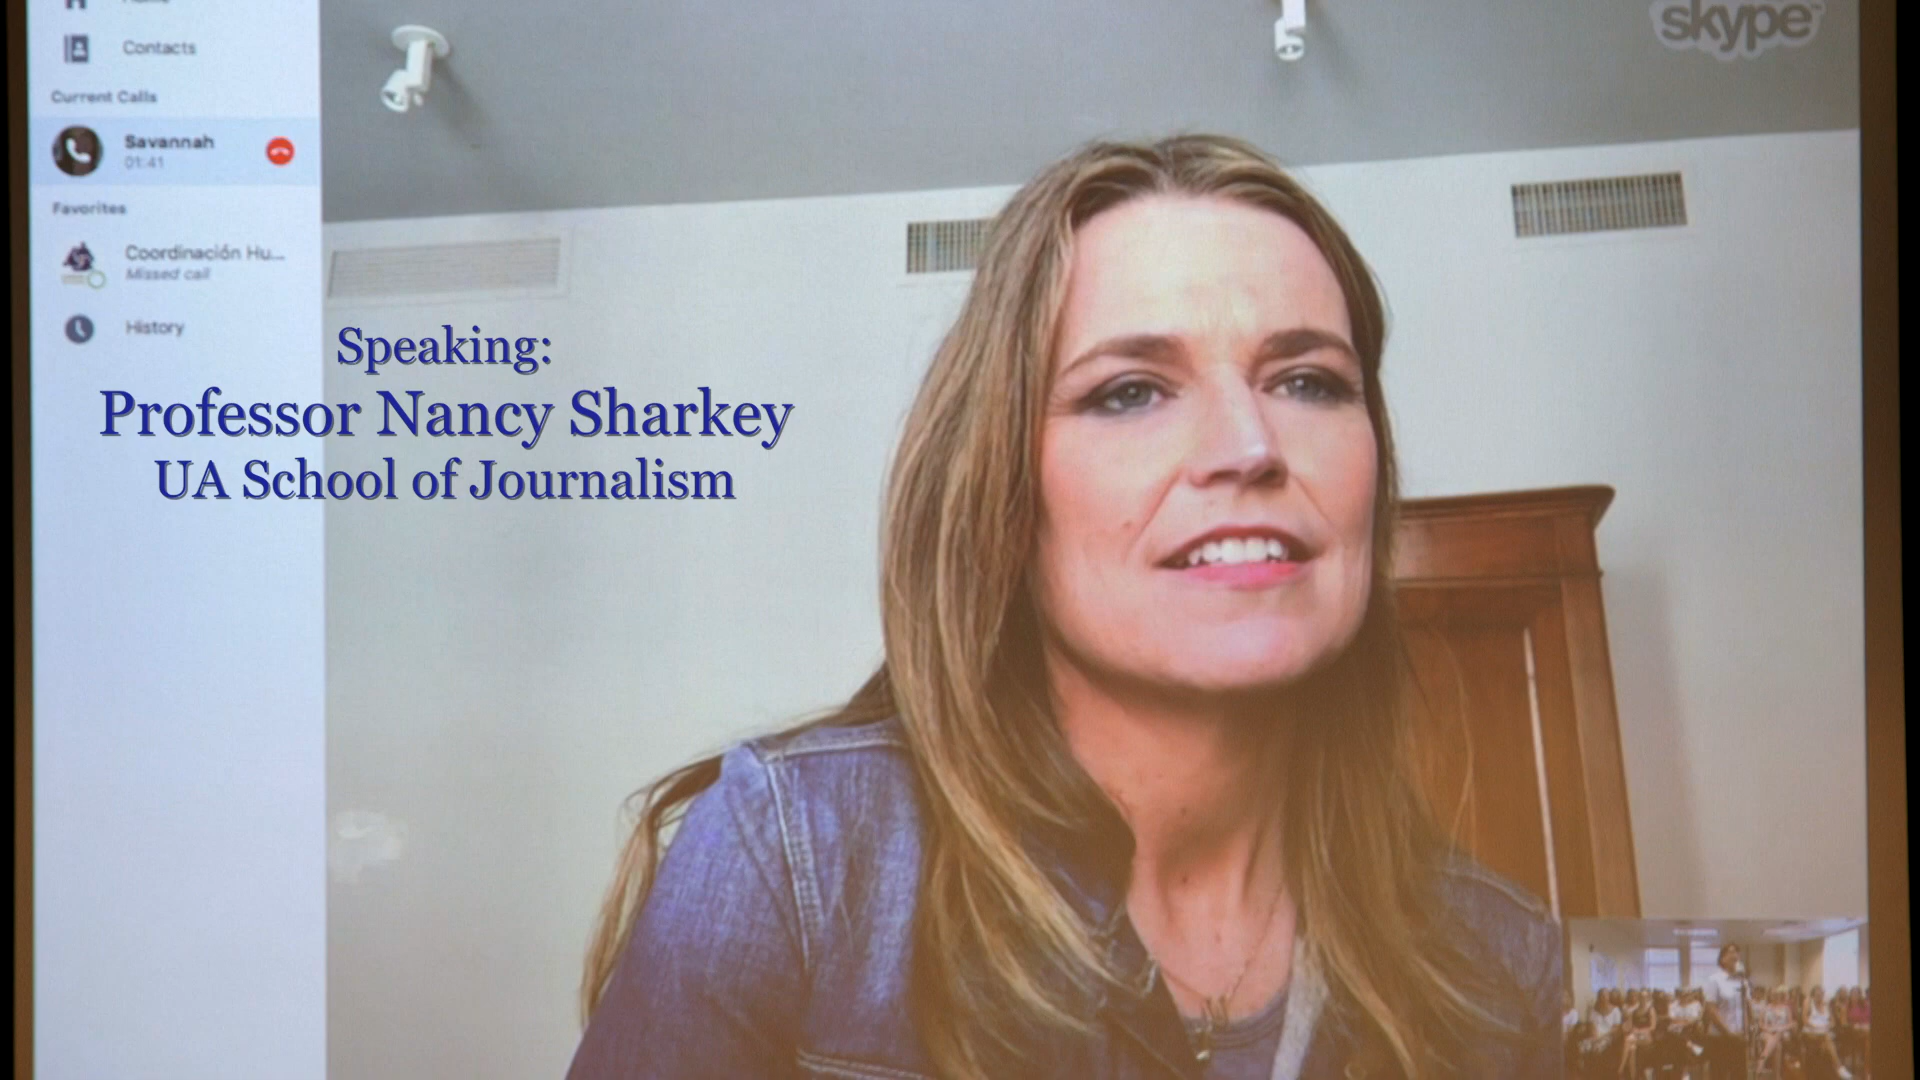 skype
Contacts
Current Calls
Savannah
01:41
Favorites
Coordinación Hu...
Missed call
History
Speaking:
Professor Nancy Sharkey
UA School of Journalism